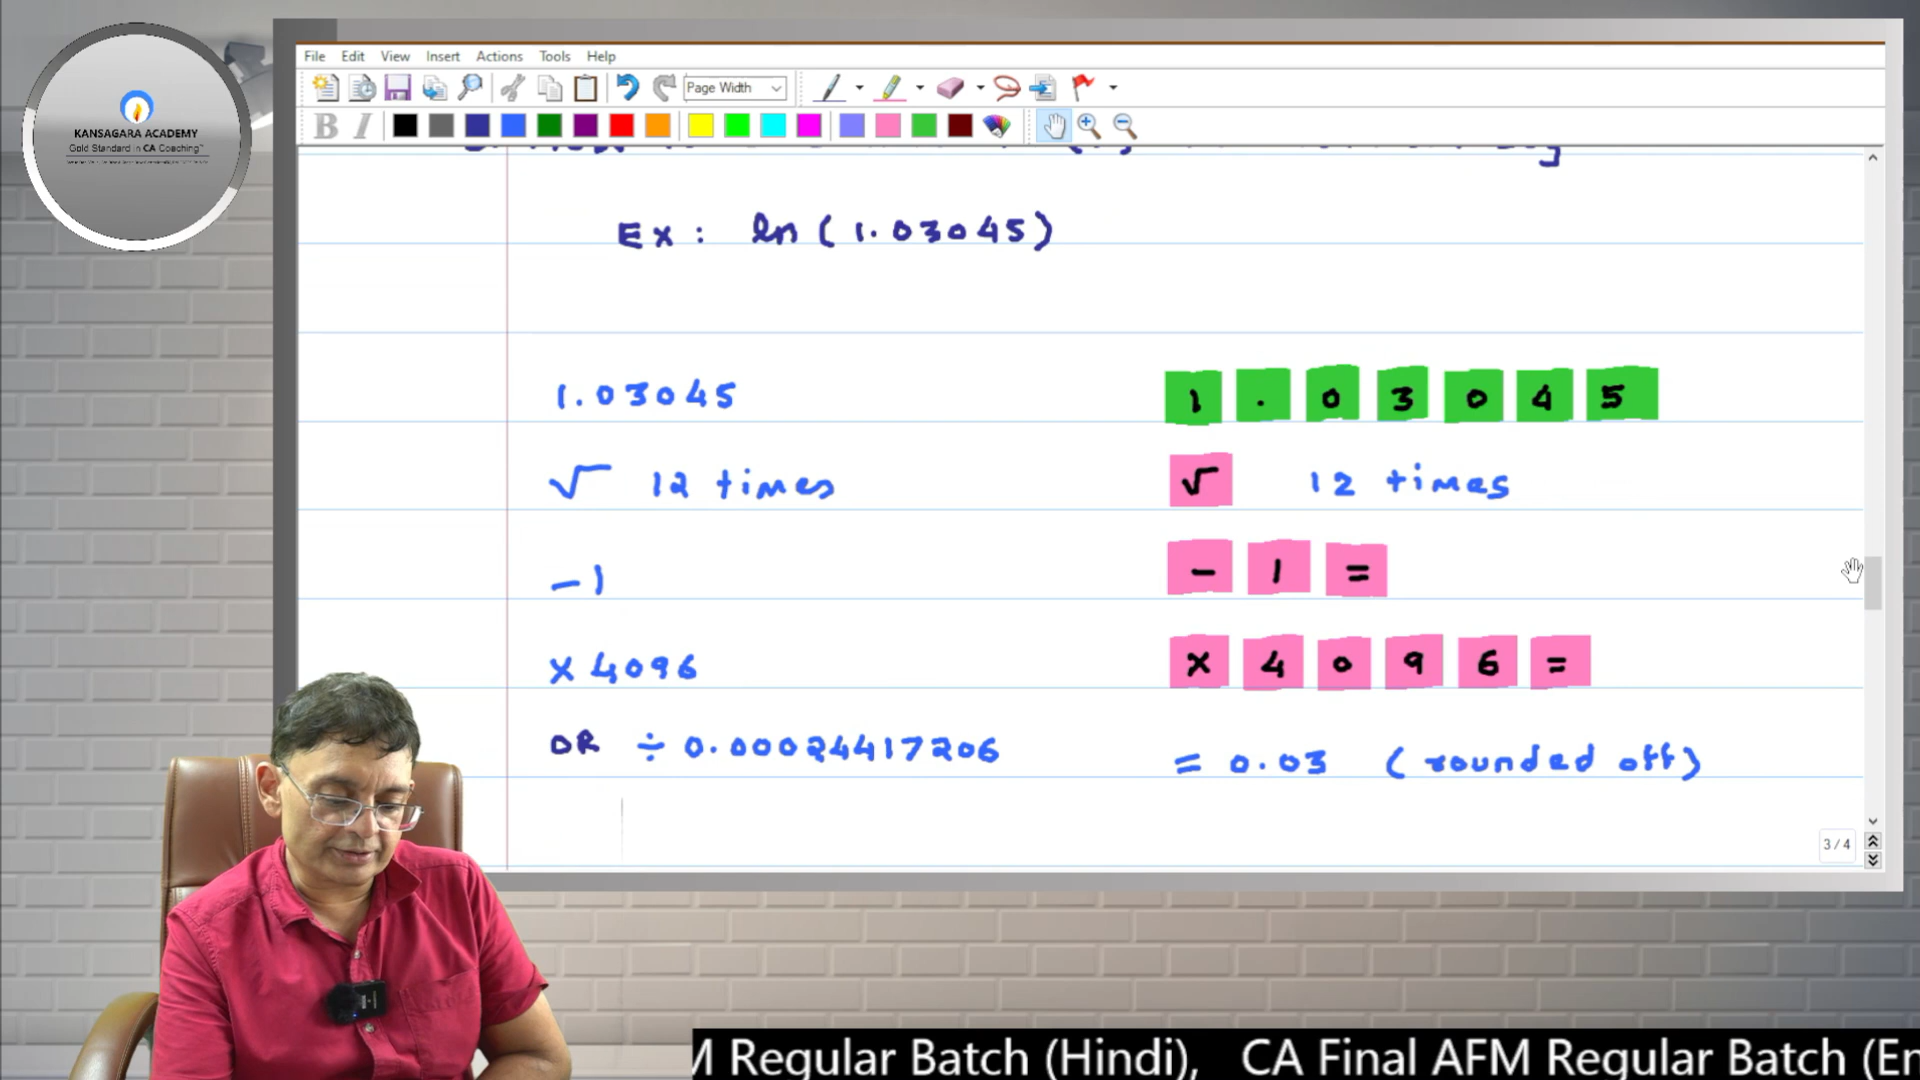 KANSAGARA ACADEMY
Gold Standard in CA Coaching™
File Edit View Insert Actions Tools Help
Page Width
B I
Ex : ln ( 1.03045 )
1.03045
1 . 0 3 0 4 5
√ 12 times
√ 12 times
-1
- 1 =
x 4096
x 4 0 9 6 =
OR ÷ 0.00024417206
= 0.03 ( rounded off )
3 / 4
M Regular Batch (Hindi), CA Final AFM Regular Batch (En